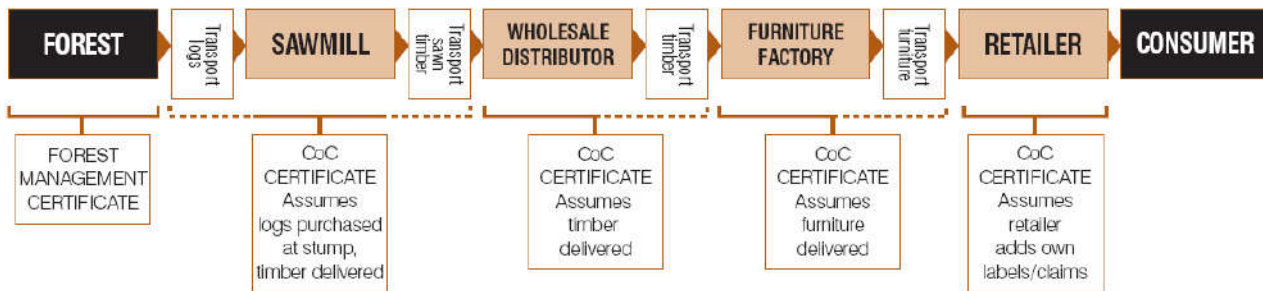 FOREST
Transport
logs
SAWMILL
Transport
sawn
timber
WHOLESALE
DISTRIBUTOR
Transport
timber
FURNITURE
FACTORY
Transport
furniture
RETAILER
CONSUMER
FOREST
MANAGEMENT
CERTIFICATE
CoC
CERTIFICATE
Assumes
logs purchased
at stump,
timber delivered
CoC
CERTIFICATE
Assumes
timber
delivered
CoC
CERTIFICATE
Assumes
furniture
delivered
CoC
CERTIFICATE
Assumes
retailer
adds own
labels/claims